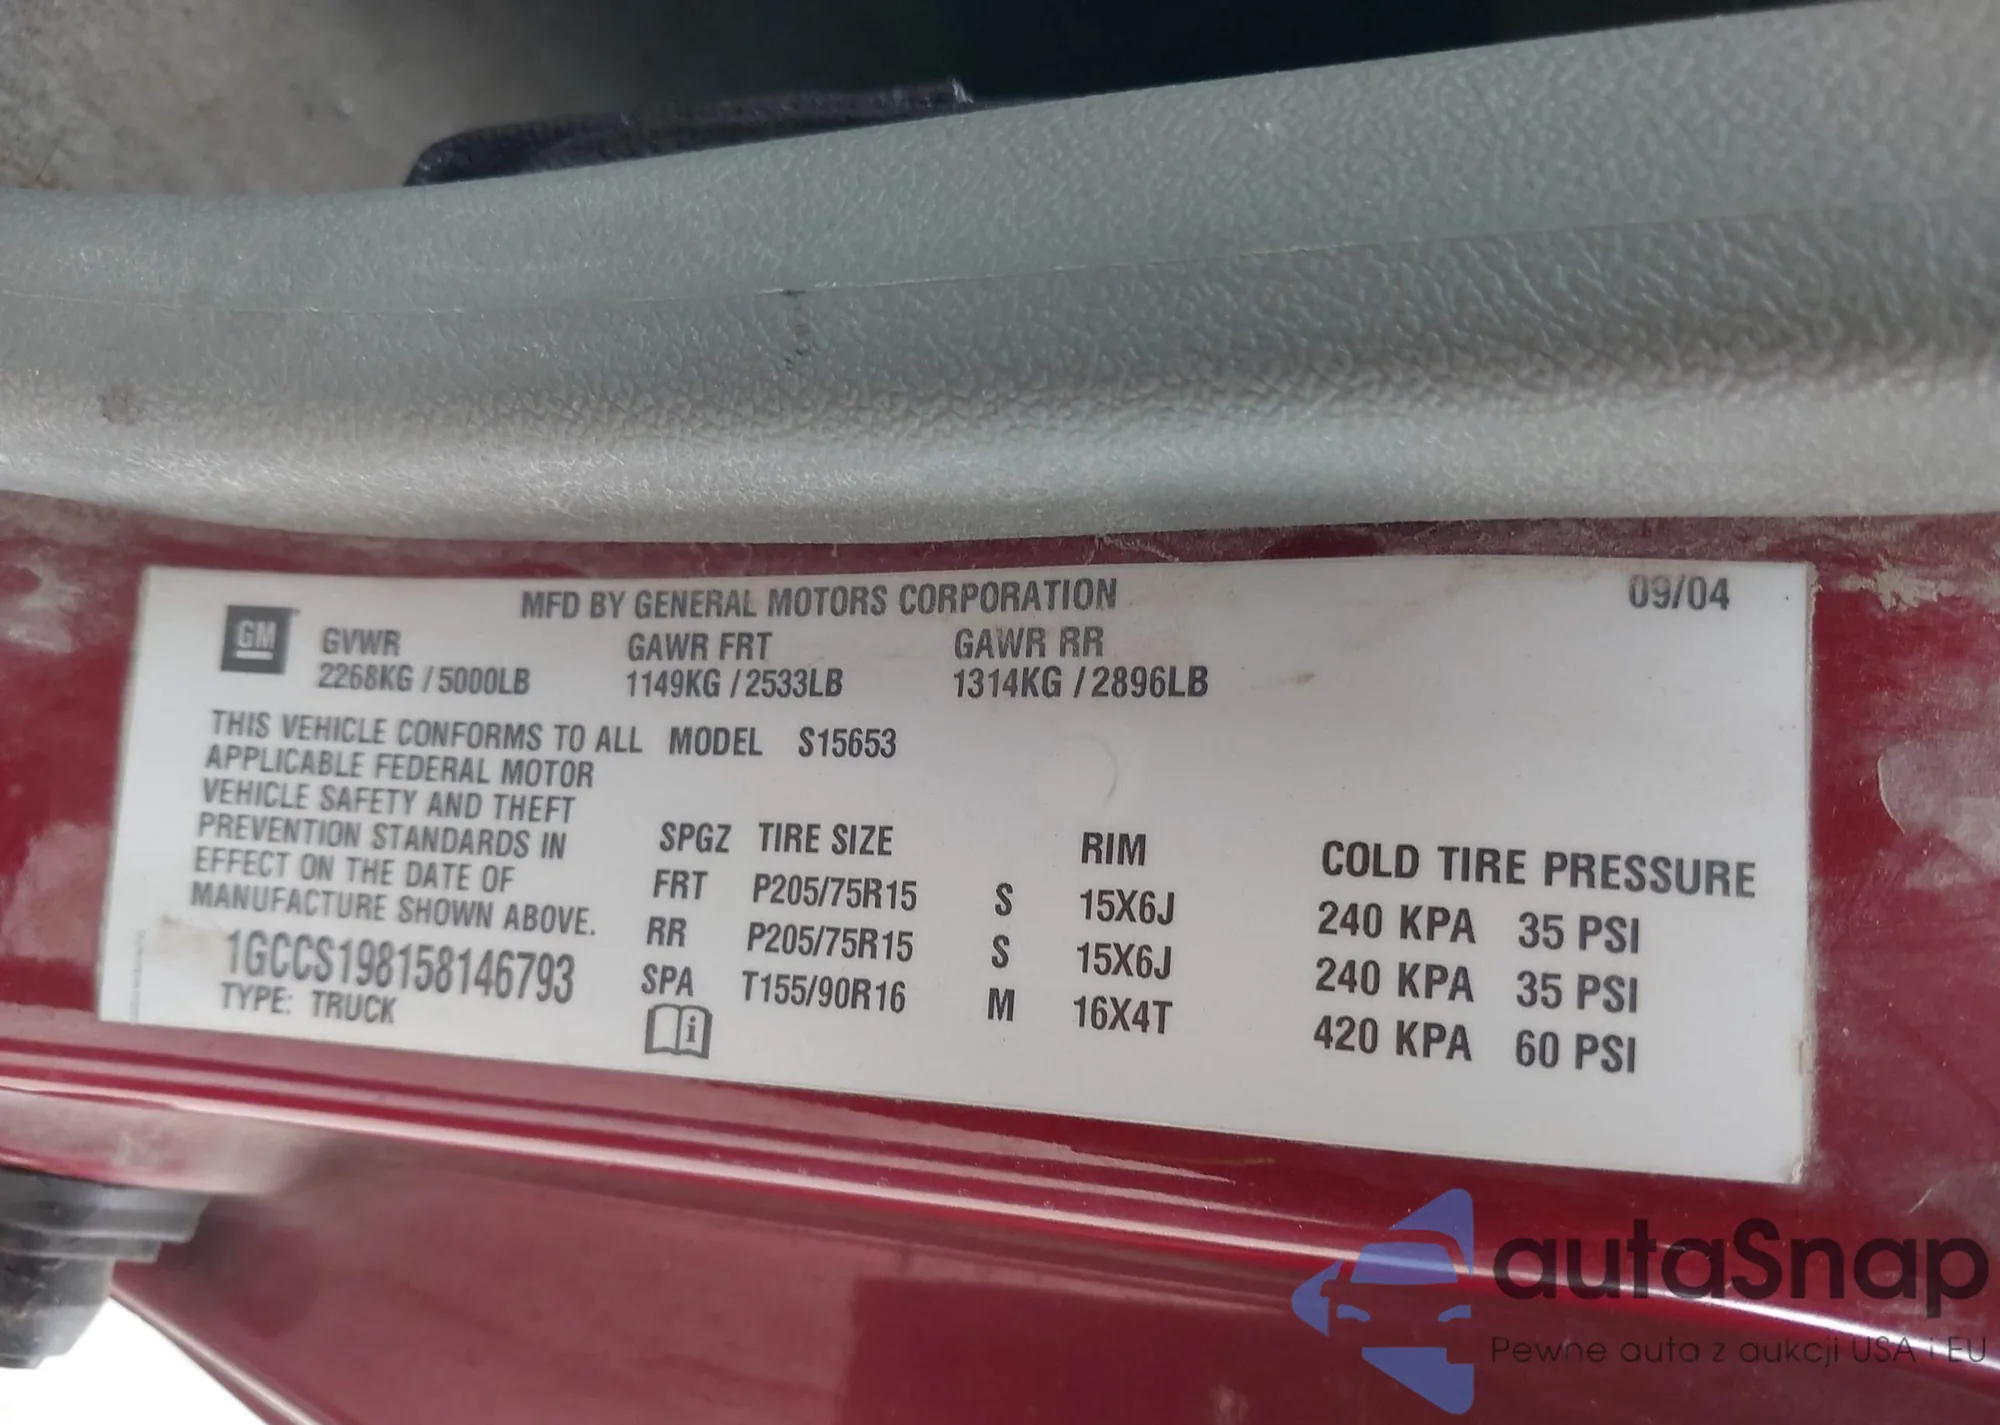 MFD BY GENERAL MOTORS CORPORATION 09/04
GM GVWR GAWR FRT GAWR RR
2268KG / 5000LB 1149KG / 2533LB 1314KG / 2896LB
THIS VEHICLE CONFORMS TO ALL MODEL S15653
APPLICABLE FEDERAL MOTOR
VEHICLE SAFETY AND THEFT
PREVENTION STANDARDS IN
EFFECT ON THE DATE OF
MANUFACTURE SHOWN ABOVE.
1GCCS198158146793
TYPE: TRUCK
SPGZ TIRE SIZE RIM COLD TIRE PRESSURE
FRT P205/75R15 S 15X6J 240 KPA 35 PSI
RR P205/75R15 S 15X6J 240 KPA 35 PSI
SPA T155/90R16 M 16X4T 420 KPA 60 PSI
i
autaSnap
Pewne auta z aukcji USA i EU